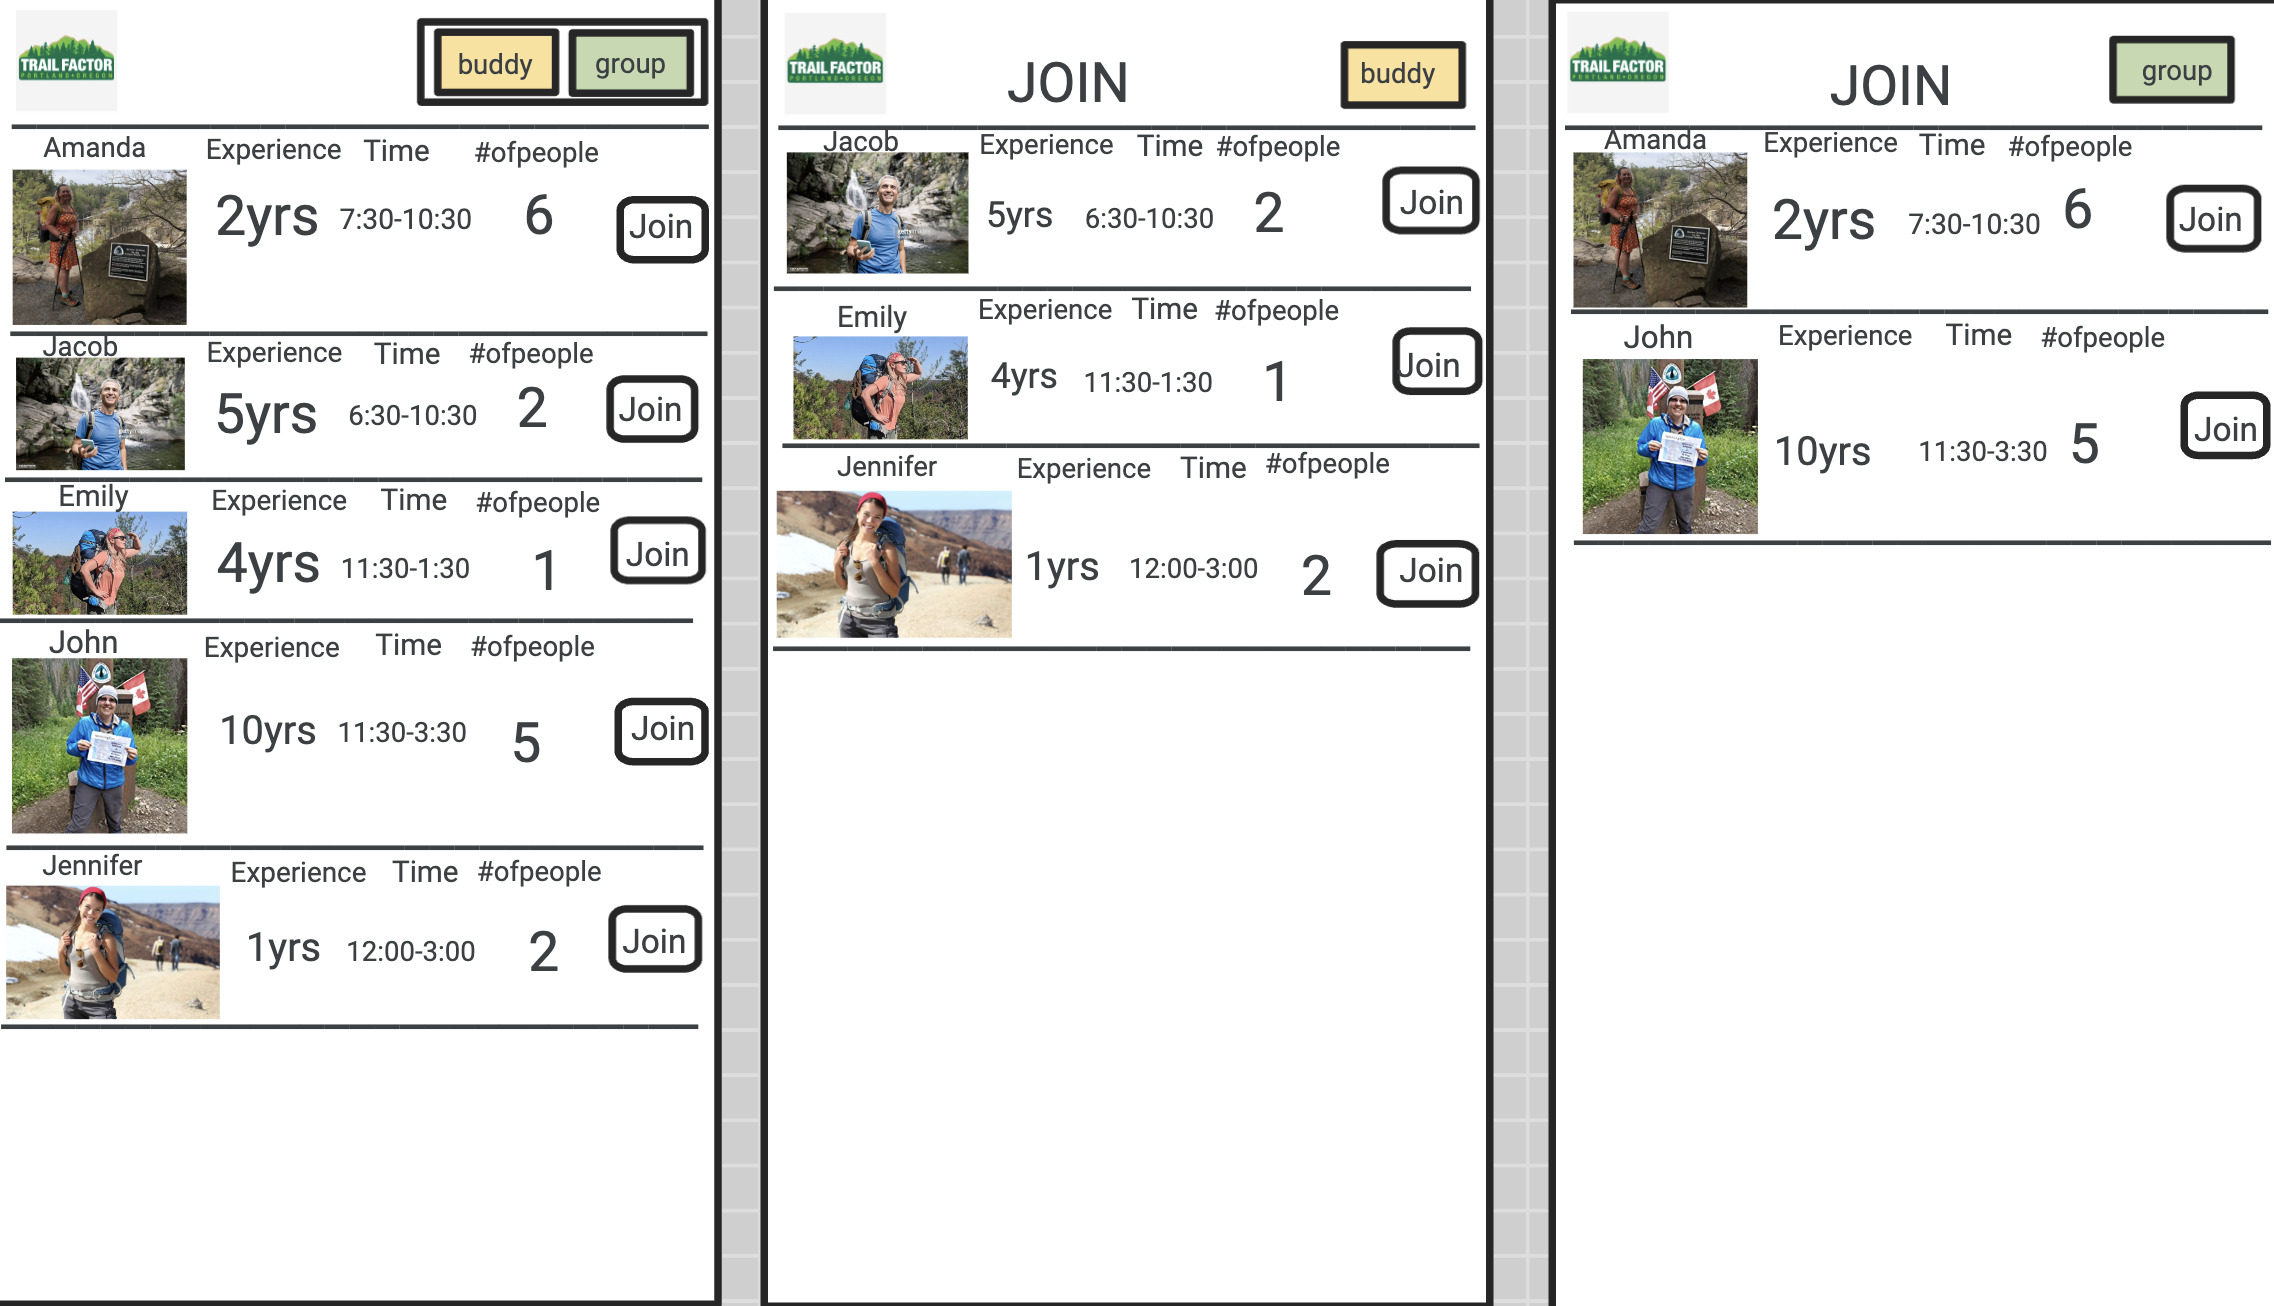 TRAIL FACTOR
PORTLAND•OREGON
buddy
group
Amanda
Experience Time #ofpeople
2yrs 7:30-10:30 6
Join
Jacob
Experience Time #ofpeople
5yrs 6:30-10:30 2
Join
Emily
Experience Time #ofpeople
4yrs 11:30-1:30 1
Join
John
Experience Time #ofpeople
10yrs 11:30-3:30 5
Join
Jennifer
Experience Time #ofpeople
1yrs 12:00-3:00 2
Join
TRAIL FACTOR
PORTLAND•OREGON
JOIN
buddy
Jacob
Experience Time #ofpeople
5yrs 6:30-10:30 2
Join
Emily
Experience Time #ofpeople
4yrs 11:30-1:30 1
Join
Jennifer
Experience Time #ofpeople
1yrs 12:00-3:00 2
Join
TRAIL FACTOR
PORTLAND•OREGON
JOIN
group
Amanda
Experience Time #ofpeople
2yrs 7:30-10:30 6
Join
John
Experience Time #ofpeople
10yrs 11:30-3:30 5
Join